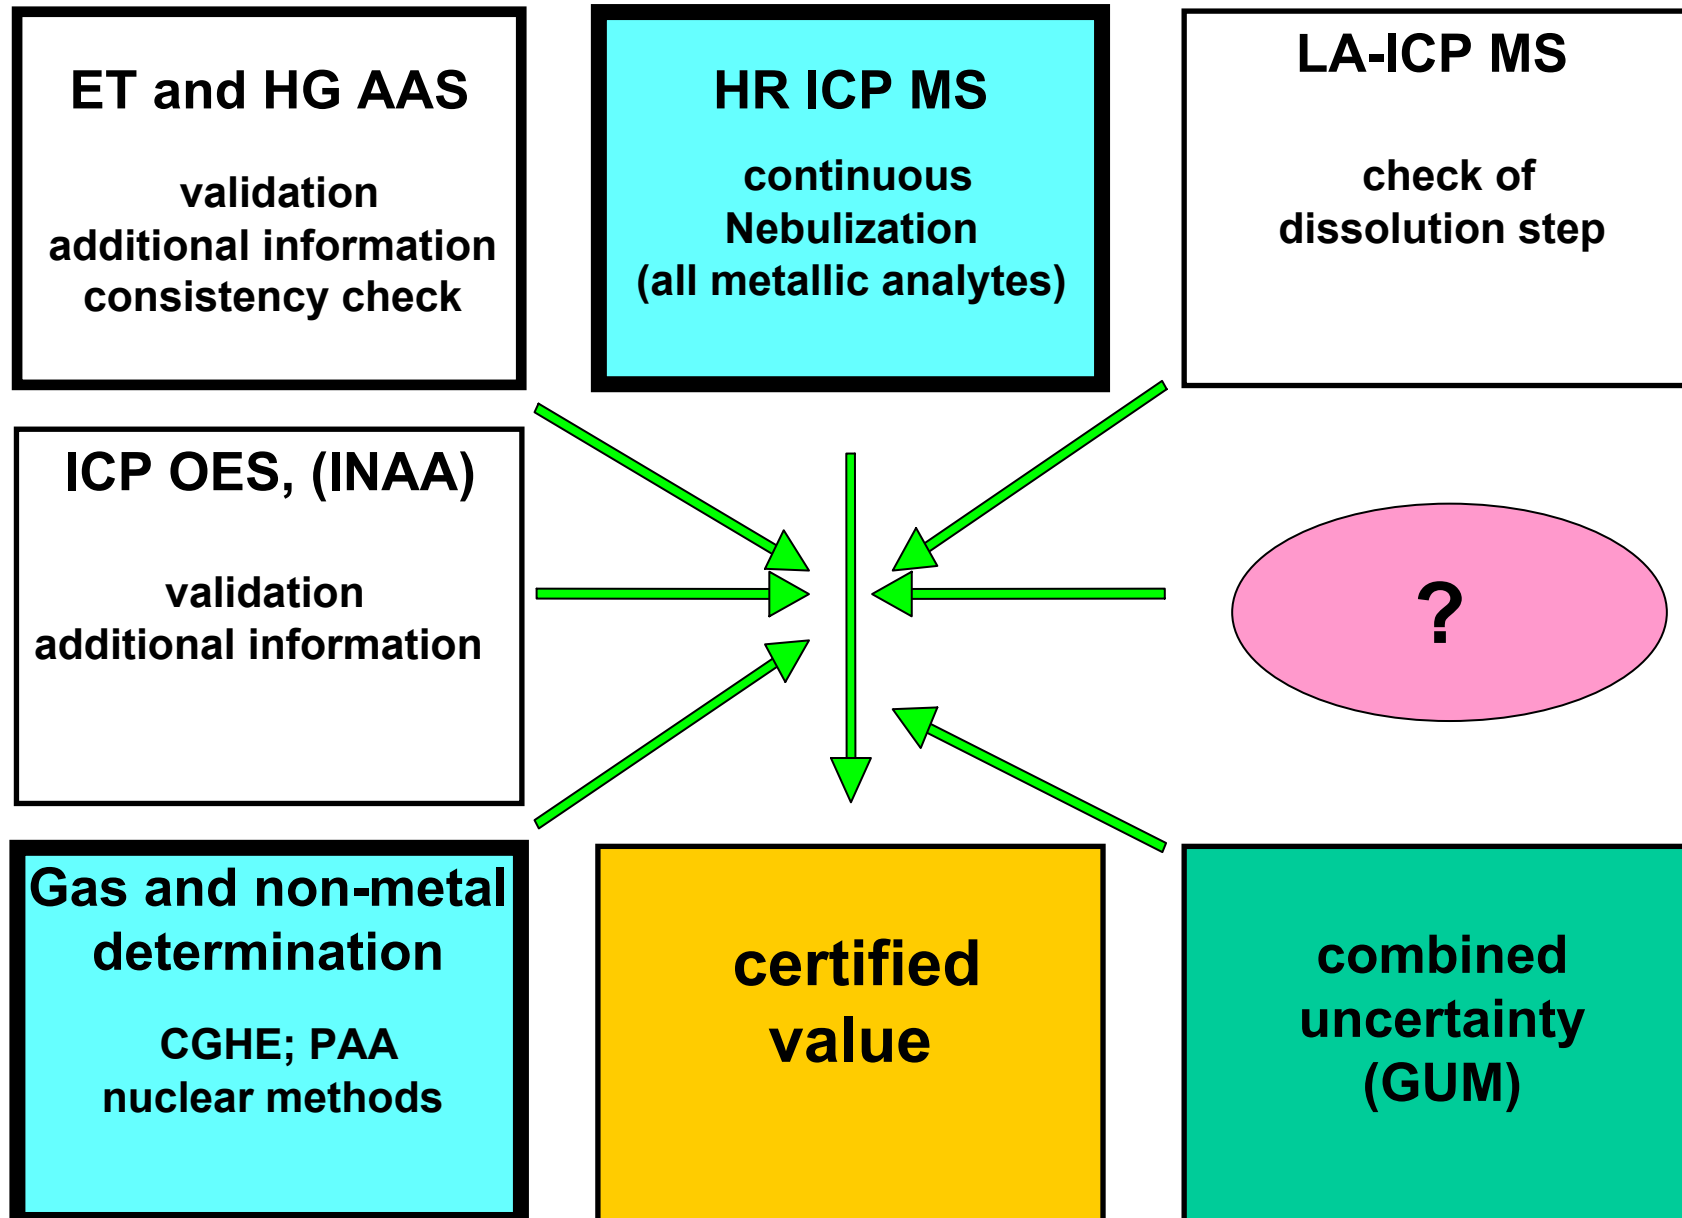 ET and HG AAS
validation
additional information
consistency check
HR ICP MS
continuous
Nebulization
(all metallic analytes)
LA-ICP MS
check of
dissolution step
ICP OES, (INAA)
validation
additional information
?
Gas and non-metal
determination
CGHE; PAA
nuclear methods
certified
value
combined
uncertainty
(GUM)